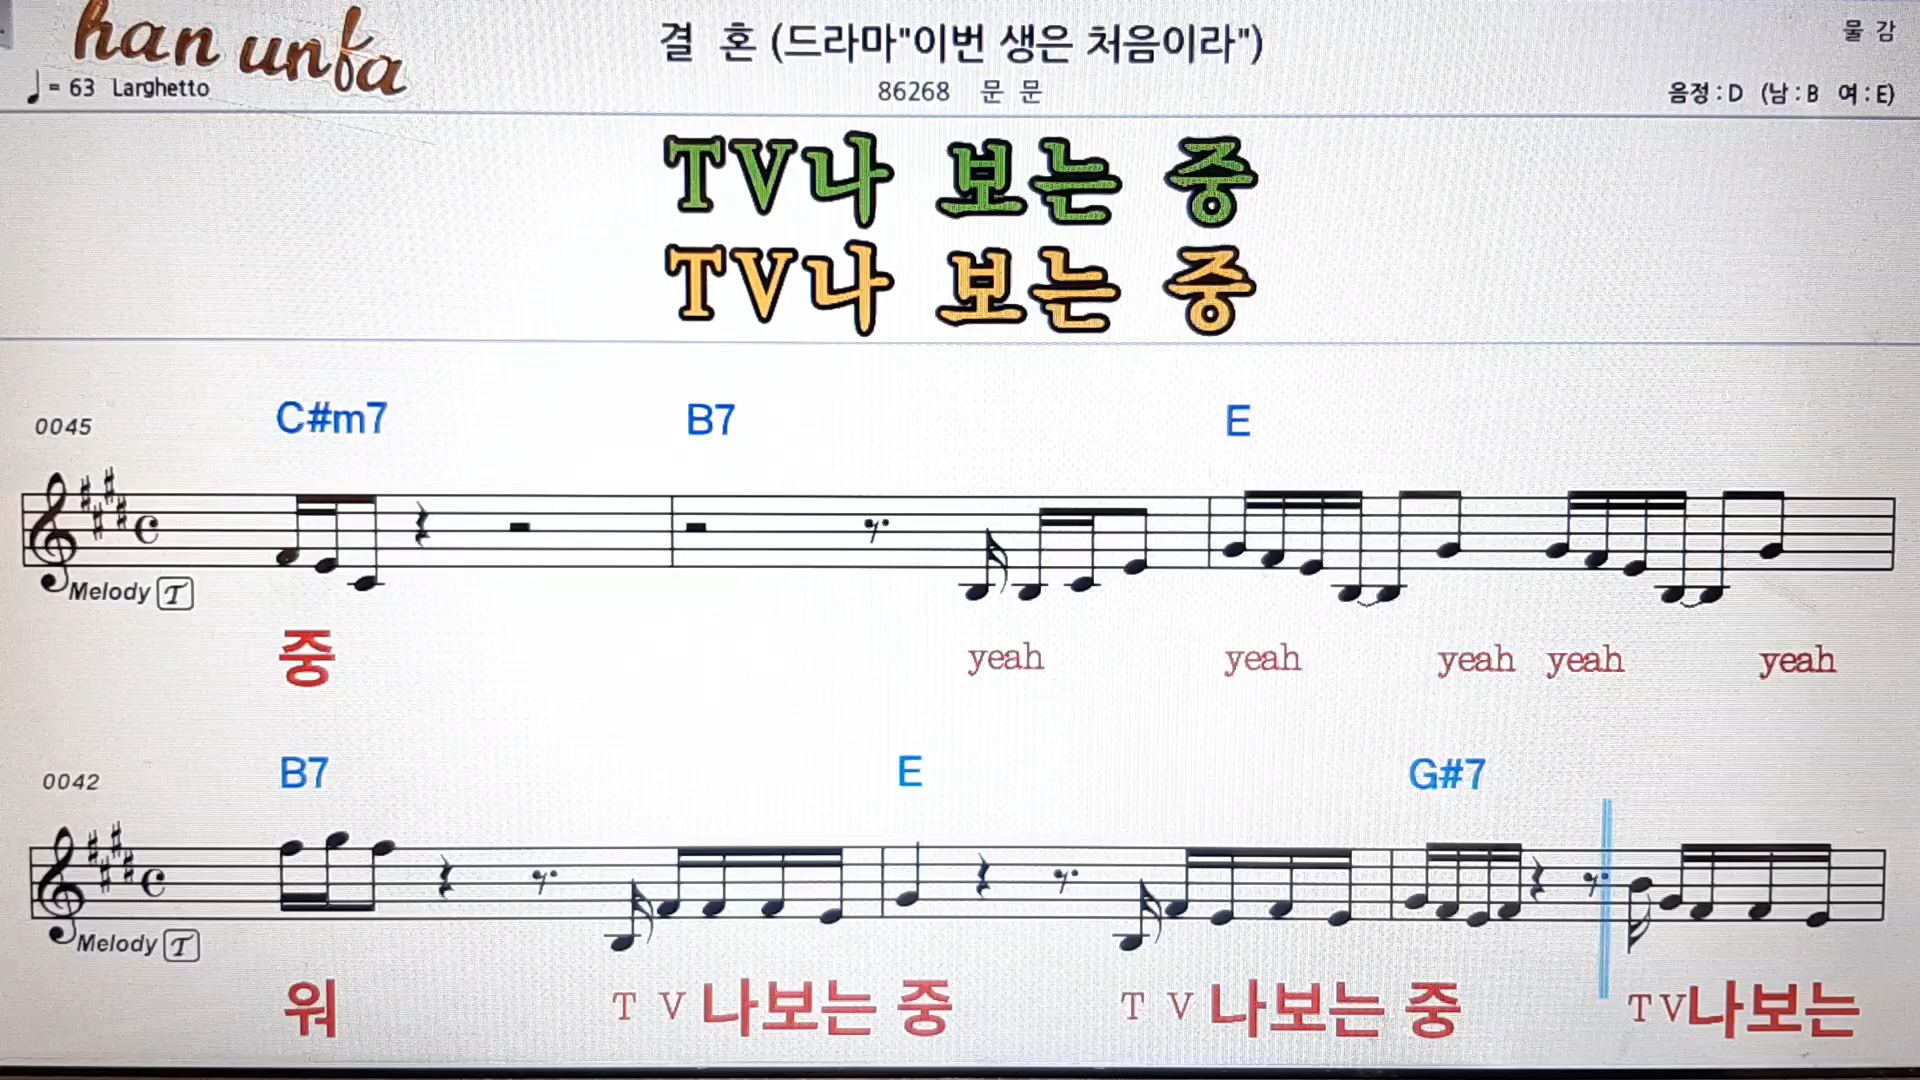 han unfa
결 혼 (드라마"이번 생은 처음이라")
물 감
♩= 63 Larghetto
86268 문 문
음정 : D (남 : B 여 : E)
TV나 보는 중
TV나 보는 중
0045 C#m7 B7 E
Melody T
중 yeah yeah yeah yeah yeah
0042 B7 E G#7
Melody T
워 T V 나보는 중 T V 나보는 중 TV나보는